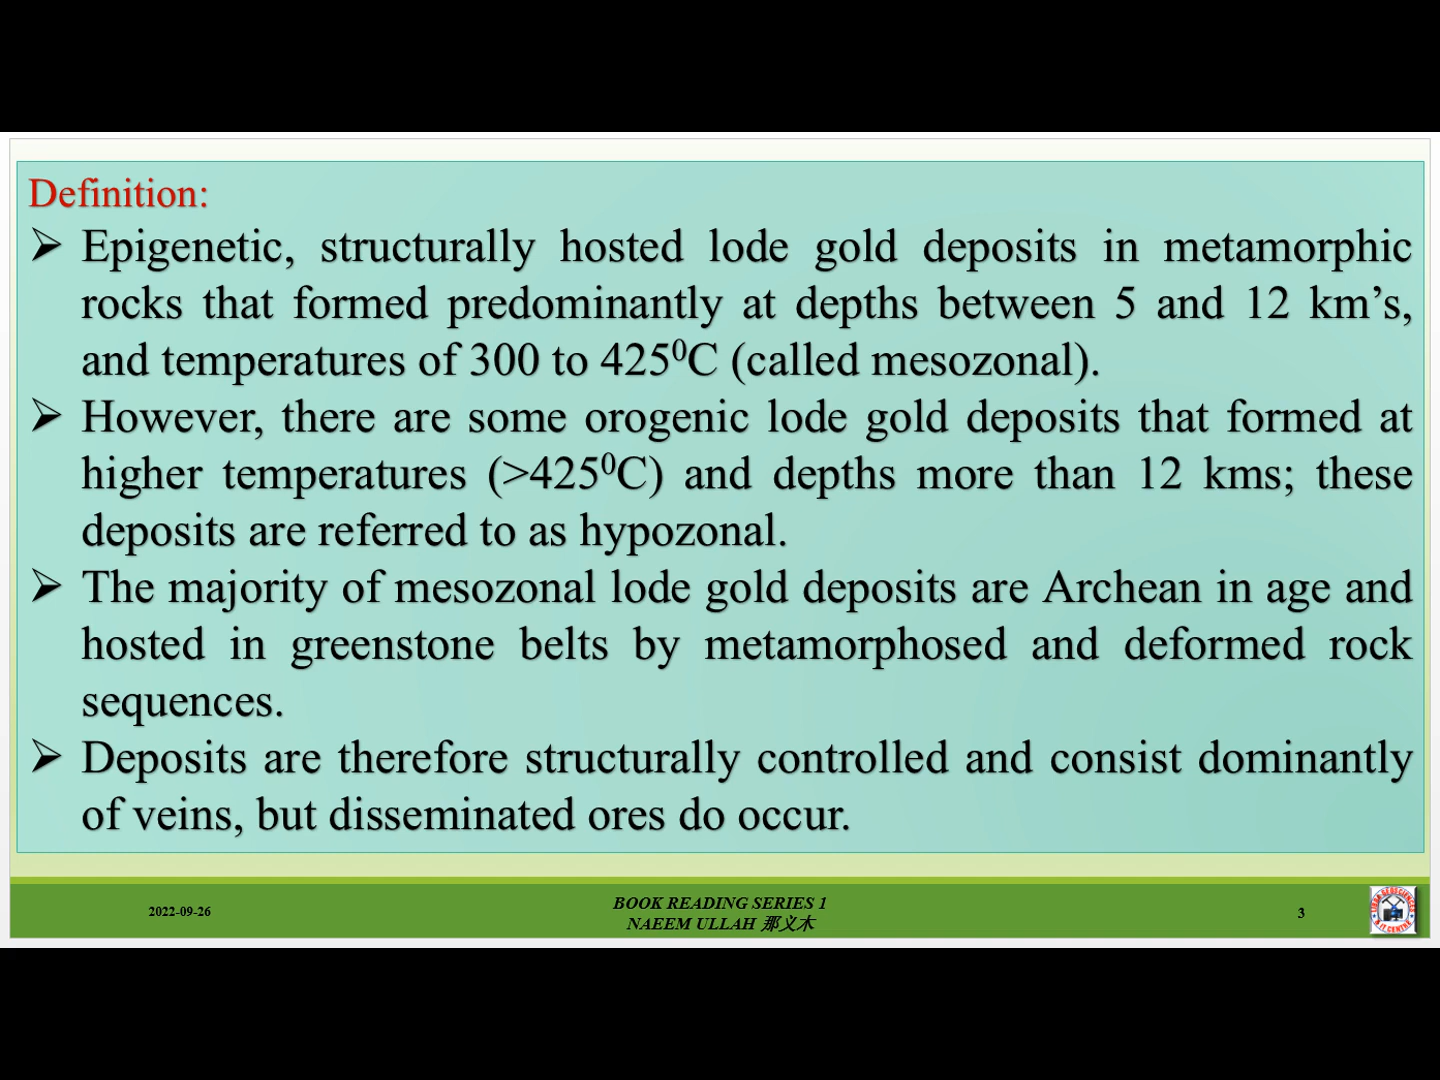 Definition:
➢ Epigenetic, structurally hosted lode gold deposits in metamorphic
rocks that formed predominantly at depths between 5 and 12 km’s,
and temperatures of 300 to 425⁰C (called mesozonal).
➢ However, there are some orogenic lode gold deposits that formed at
higher temperatures (>425⁰C) and depths more than 12 kms; these
deposits are referred to as hypozonal.
➢ The majority of mesozonal lode gold deposits are Archean in age and
hosted in greenstone belts by metamorphosed and deformed rock
sequences.
➢ Deposits are therefore structurally controlled and consist dominantly
of veins, but disseminated ores do occur.
2022-09-26
BOOK READING SERIES 1
NAEEM ULLAH 那义木
3
& IT CENTRE